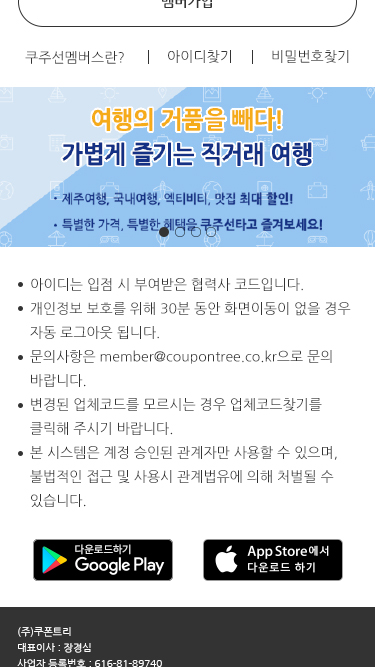 멤버가입
쿠주선멤버스란?
아이디찾기
비밀번호찾기
여행의 거품을 빼다!
가볍게 즐기는 직거래 여행
· 제주여행, 국내여행, 액티비티, 맛집 최대 할인!
· 특별한 가격, 특별한 혜택을 쿠주선타고 즐겨보세요!
● 아이디는 입점 시 부여받은 협력사 코드입니다.
● 개인정보 보호를 위해 30분 동안 화면이동이 없을 경우
자동 로그아웃 됩니다.
● 문의사항은 member@coupontree.co.kr으로 문의
바랍니다.
● 변경된 업체코드를 모르시는 경우 업체코드찾기를
클릭해 주시기 바랍니다.
● 본 시스템은 계정 승인된 관계자만 사용할 수 있으며,
불법적인 접근 및 사용시 관계법유에 의해 처벌될 수
있습니다.
다운로드하기
Google Play
App Store에서
다운로드 하기
(주)쿠폰트리
대표이사 : 장경심
사업자 등록번호 : 616-81-89740